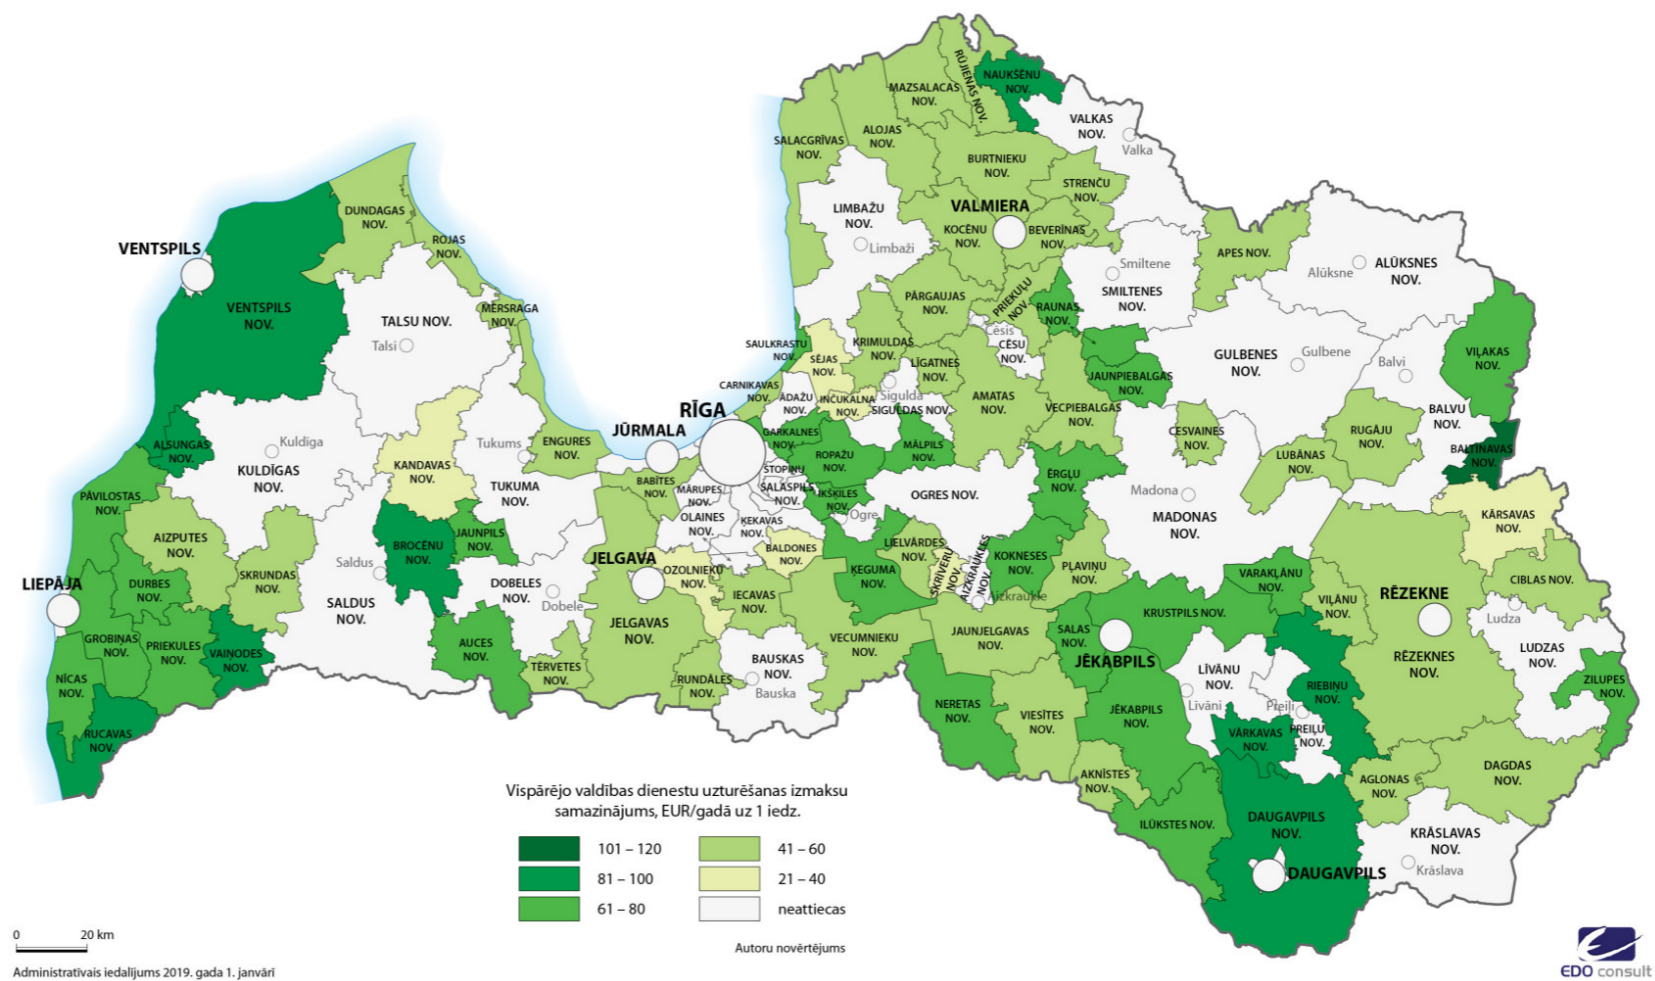 NAUKŠĒNU
NOV.
RŪJIENAS NOV.
MAZSALACAS
NOV.
VALKAS
NOV.
Valka
ALOJAS
NOV.
SALACGRĪVAS
NOV.
BURTNIEKU
NOV.
STRENČU
NOV.
DUNDAGAS
NOV.
LIMBAŽU
NOV.
Limbaži
VALMIERA
KOCĒNU
NOV.
BEVERĪNAS
NOV.
VENTSPILS
ROJAS
NOV.
APES NOV.
Smiltene
SMILTENES
NOV.
Alūksne
ALŪKSNES
NOV.
VENTSPILS
NOV.
TALSU NOV.
Talsi
MĒRSRAGA
NOV.
PĀRGAUJAS
NOV.
PRIEKUĻU
NOV.
RAUNAS
NOV.
Cēsis
CĒSU
NOV.
SAULKRASTU
NOV.
SĒJAS
NOV.
KRIMULDAS
NOV.
LĪGATNES
NOV.
GULBENES
NOV.
Gulbene
Balvi
VIĻAKAS
NOV.
JAUNPIEBALGAS
NOV.
CARNIKAVAS
NOV.
ĀDAŽU
NOV.
INČUKALNA
NOV.
Sigulda
SIGULDAS NOV.
AMATAS
NOV.
VECPIEBALGAS
NOV.
BALVU
NOV.
RĪGA
JŪRMALA
ALSUNGAS
NOV.
Kuldīga
KULDĪGAS
NOV.
KANDAVAS
NOV.
Tukums
ENGURES
NOV.
TUKUMA
NOV.
GARKALNES
NOV.
ROPAŽU
NOV.
MĀLPILS
NOV.
CESVAINES
NOV.
RUGĀJU
NOV.
LUBĀNAS
NOV.
BALTINAVAS
NOV.
PĀVILOSTAS
NOV.
BABĪTES
NOV.
MĀRUPES
NOV.
STOPIŅU
NOV.
SALASPILS
NOV.
IKŠĶILES
NOV.
Ogre
OGRES NOV.
ĒRGĻU
NOV.
Madona
MADONAS
NOV.
KĀRSAVAS
NOV.
AIZPUTES
NOV.
BROCĒNU
NOV.
JAUNPILS
NOV.
OLAINES
NOV.
ĶEKAVAS
NOV.
BALDONES
NOV.
LIELVĀRDES
NOV.
SKRĪVERU
NOV.
AIZKRAUKLES
NOV.
Aizkraukle
KOKNESES
NOV.
PĻAVIŅU
NOV.
VARAKĻĀNU
NOV.
CIBLAS NOV.
LIEPĀJA
DURBES
NOV.
SKRUNDAS
NOV.
Saldus
SALDUS
NOV.
DOBELES
NOV.
Dobele
JELGAVA
OZOLNIEKU
NOV.
IECAVAS
NOV.
ĶEGUMA
NOV.
KRUSTPILS NOV.
VIĻĀNU
NOV.
RĒZEKNE
Ludza
LUDZAS
NOV.
GROBIŅAS
NOV.
PRIEKULES
NOV.
VAIŅODES
NOV.
AUCES
NOV.
JELGAVAS
NOV.
VECUMNIEKU
NOV.
JAUNJELGAVAS
NOV.
SALAS
NOV.
JĒKABPILS
LĪVĀNU
NOV.
Līvāni
RĒZEKNES
NOV.
NĪCAS
NOV.
TĒRVETES
NOV.
RUNDĀLES
NOV.
BAUSKAS
NOV.
Bauska
ZILUPES
NOV.
RIEBIŅU
NOV.
Preiļi
PREIĻU
NOV.
RUCAVAS
NOV.
NERETAS
NOV.
VIESĪTES
NOV.
JĒKABPILS
NOV.
VĀRKAVAS
NOV.
AKNĪSTES
NOV.
AGLONAS
NOV.
DAGDAS
NOV.
ILŪKSTES NOV.
DAUGAVPILS
NOV.
DAUGAVPILS
KRĀSLAVAS
NOV.
Krāslava
Vispārējo valdības dienestu uzturēšanas izmaksu
samazinājums, EUR/gadā uz 1 iedz.
101 – 120
41 – 60
81 – 100
21 – 40
61 – 80
neattiecas
Autoru novērtējums
0 20 km
Administratīvais iedalījums 2019. gada 1. janvārī
EDO consult